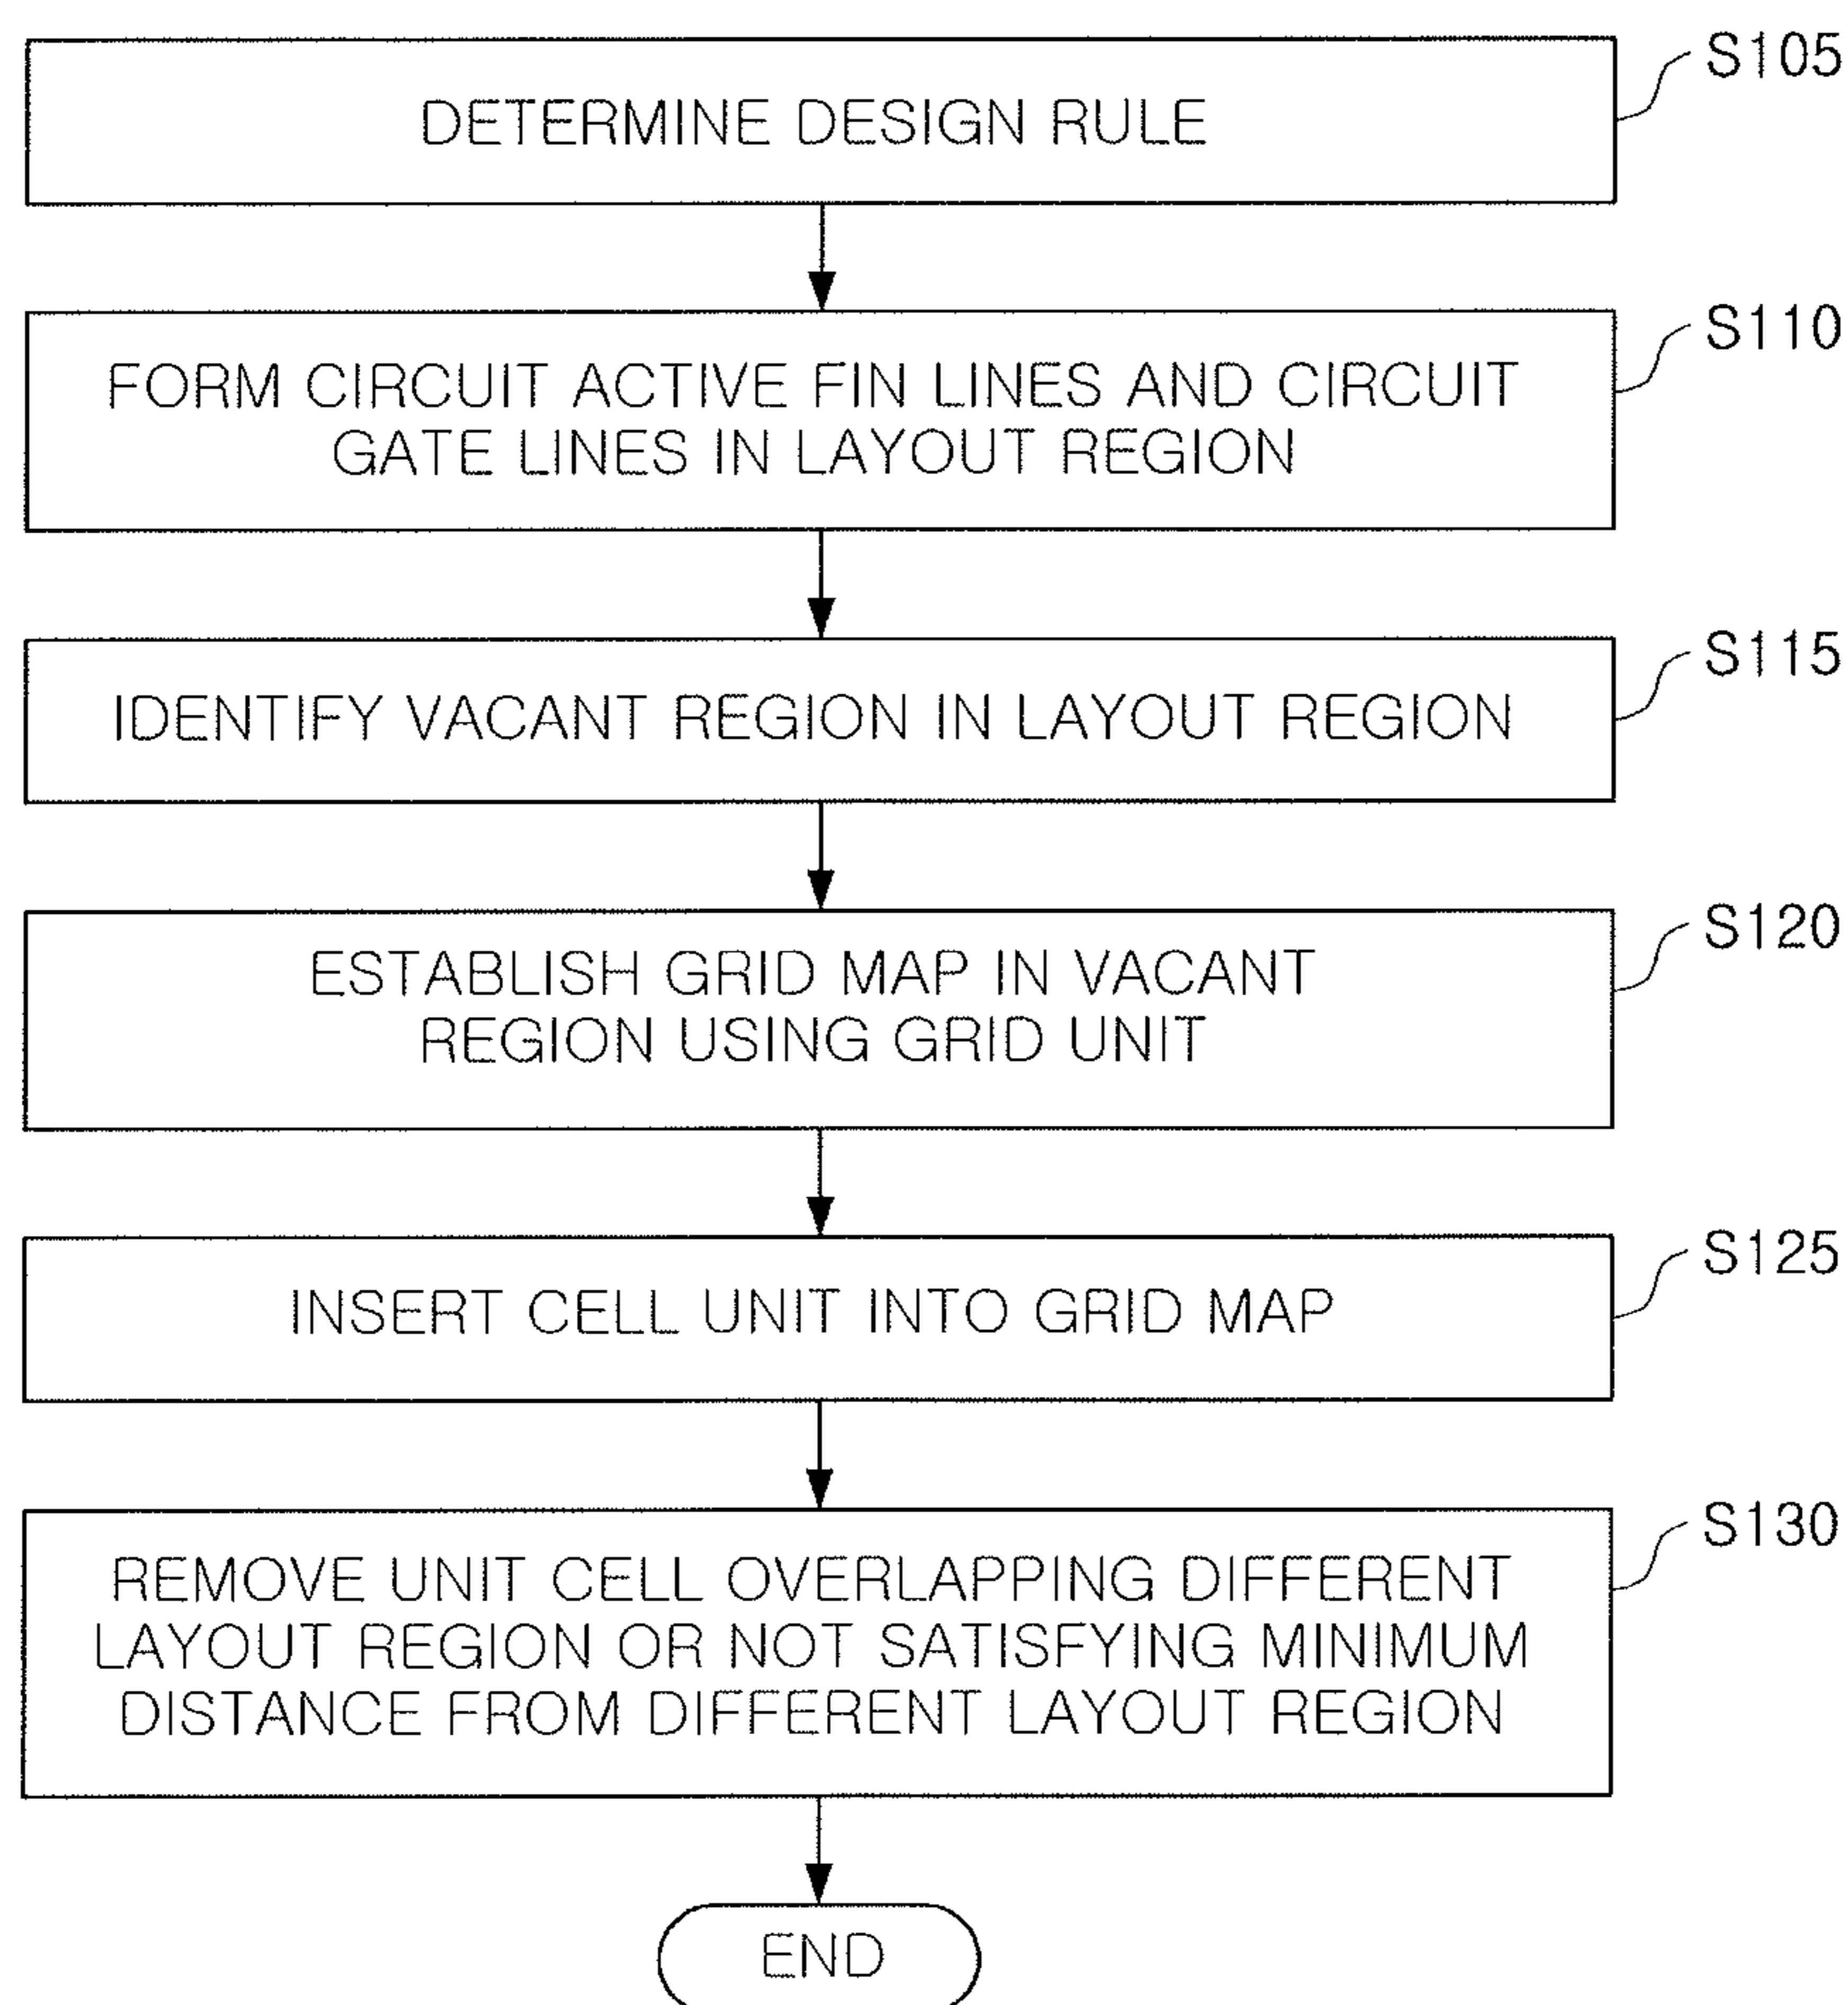 S105
DETERMINE DESIGN RULE
S110
FORM CIRCUIT ACTIVE FIN LINES AND CIRCUIT
GATE LINES IN LAYOUT REGION
S115
IDENTIFY VACANT REGION IN LAYOUT REGION
S120
ESTABLISH GRID MAP IN VACANT
REGION USING GRID UNIT
S125
INSERT CELL UNIT INTO GRID MAP
S130
REMOVE UNIT CELL OVERLAPPING DIFFERENT
LAYOUT REGION OR NOT SATISFYING MINIMUM
DISTANCE FROM DIFFERENT LAYOUT REGION
END